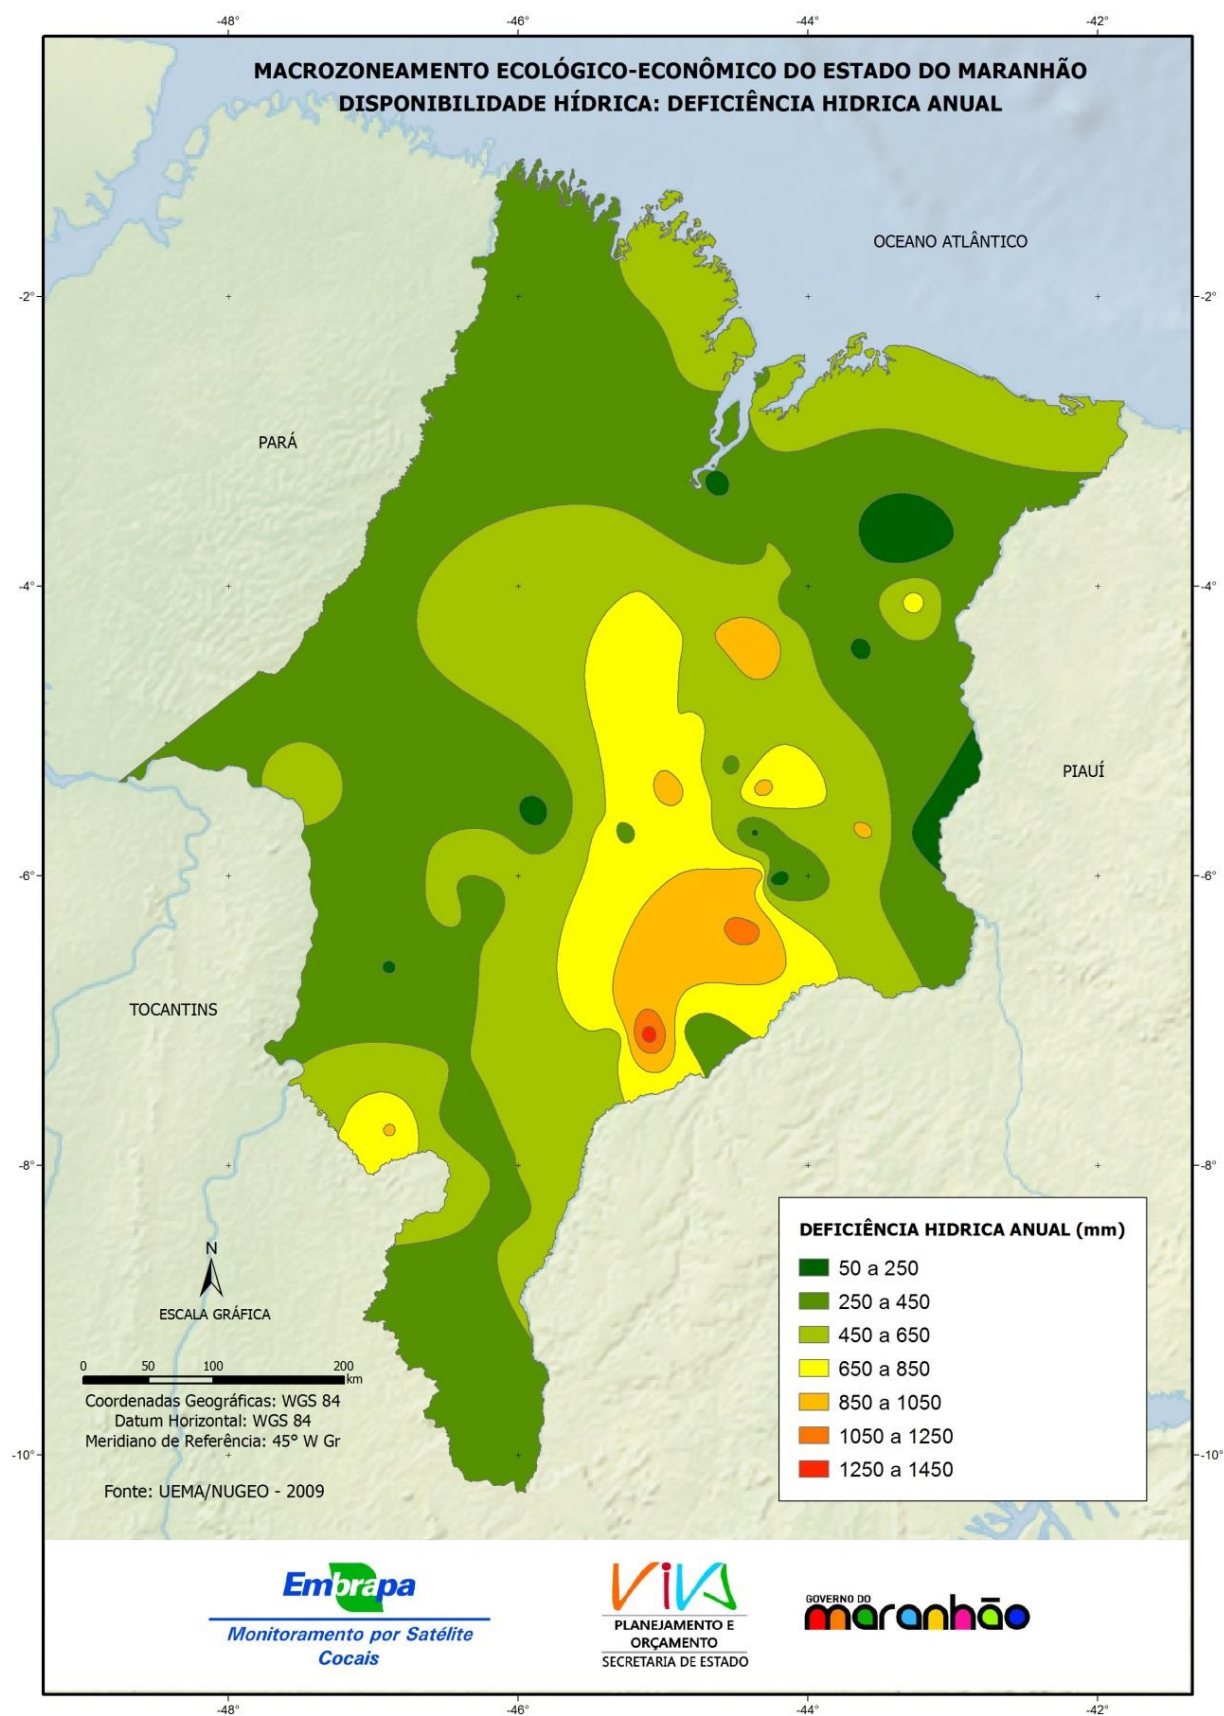 -48° -46° -44° -42°
MACROZONEAMENTO ECOLÓGICO-ECONÔMICO DO ESTADO DO MARANHÃO
DISPONIBILIDADE HÍDRICA: DEFICIÊNCIA HIDRICA ANUAL
OCEANO ATLÂNTICO
-2° -2°
PARÁ
-4° -4°
PIAUÍ
-6° -6°
TOCANTINS
-8° -8°
DEFICIÊNCIA HIDRICA ANUAL (mm)
50 a 250
250 a 450
450 a 650
650 a 850
850 a 1050
1050 a 1250
1250 a 1450
N
ESCALA GRÁFICA
0 50 100 200
km
Coordenadas Geográficas: WGS 84
Datum Horizontal: WGS 84
Meridiano de Referência: 45° W Gr
-10° -10°
Fonte: UEMA/NUGEO - 2009
Embrapa
Monitoramento por Satélite
Cocais
VIVA
PLANEJAMENTO E
ORÇAMENTO
SECRETARIA DE ESTADO
GOVERNO DO
maranhão
-48° -46° -44° -42°